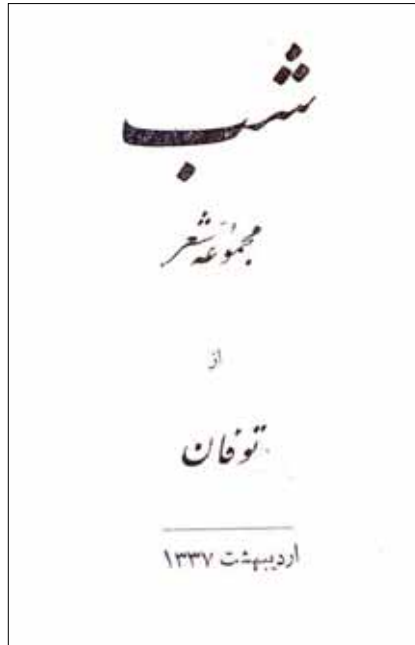 شب
مجموعه شعر
از
توفان
اردیبهشت ۱۳۳۷